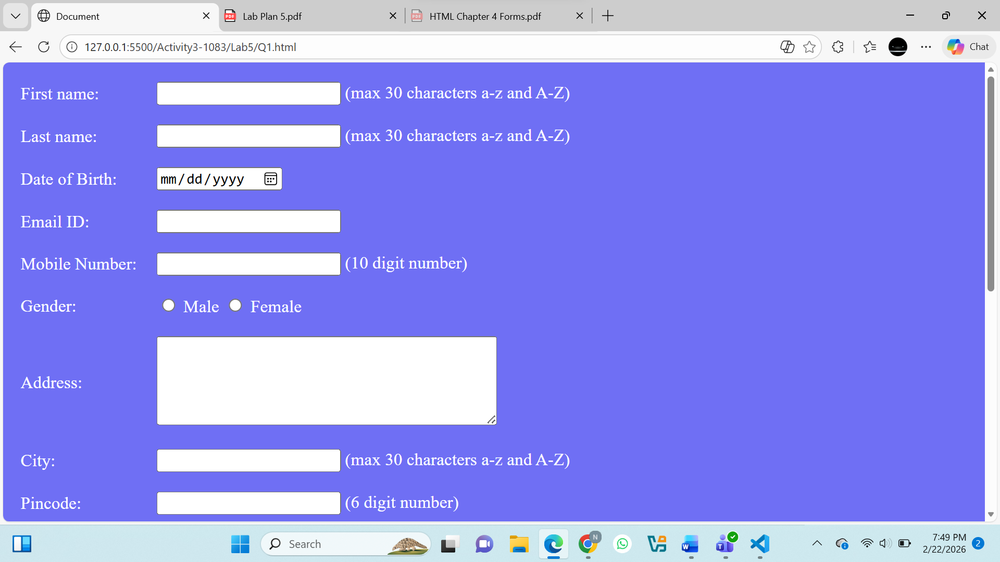 Document
Lab Plan 5.pdf
HTML Chapter 4 Forms.pdf
127.0.0.1:5500/Activity3-1083/Lab5/Q1.html
Chat
First name: (max 30 characters a-z and A-Z)
Last name: (max 30 characters a-z and A-Z)
Date of Birth: mm/dd/yyyy
Email ID:
Mobile Number: (10 digit number)
Gender: Male Female
Address:
City: (max 30 characters a-z and A-Z)
Pincode: (6 digit number)
Search
N
W
T
7:49 PM
2/22/2026
2